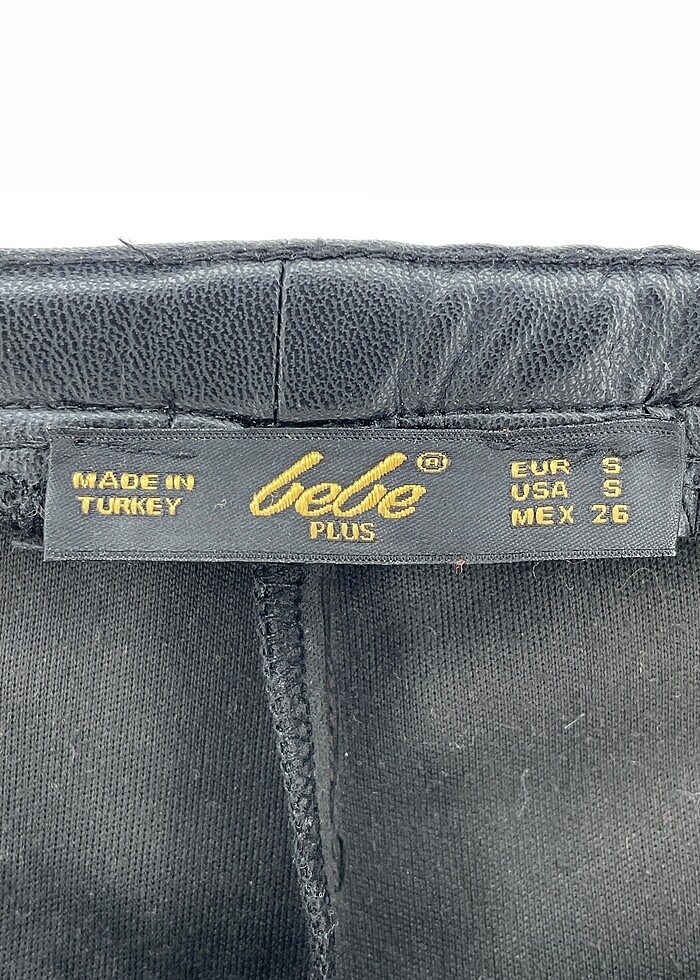 MADE IN
TURKEY
bebe ®
PLUS
EUR S
USA S
MEX 26